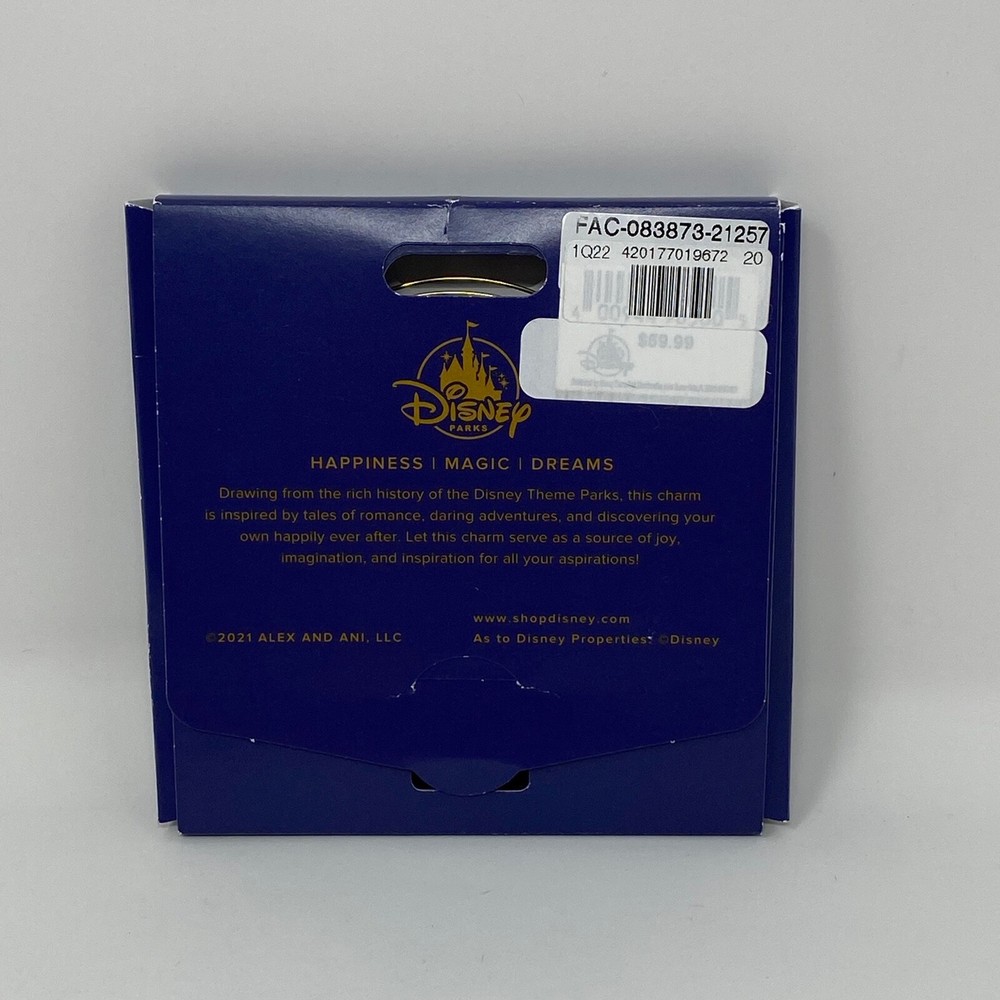 FAC-083873-21257
1Q22 420177019672 20
$69.99
Disney
PARKS
HAPPINESS | MAGIC | DREAMS
Drawing from the rich history of the Disney Theme Parks, this charm
is inspired by tales of romance, daring adventures, and discovering your
own happily ever after. Let this charm serve as a source of joy,
imagination, and inspiration for all your aspirations!
www.shopdisney.com
©2021 ALEX AND ANI, LLC
As to Disney Properties: ©Disney